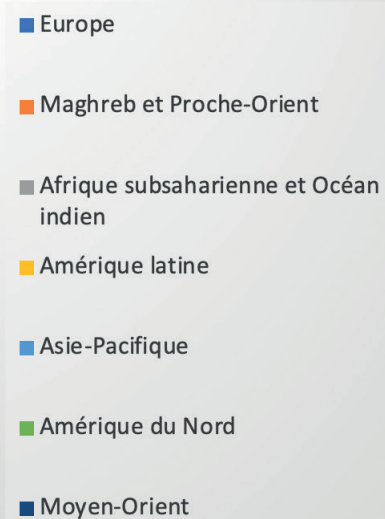 Europe
Maghreb et Proche-Orient
Afrique subsaharienne et Océan
indien
Amérique latine
Asie-Pacifique
Amérique du Nord
Moyen-Orient